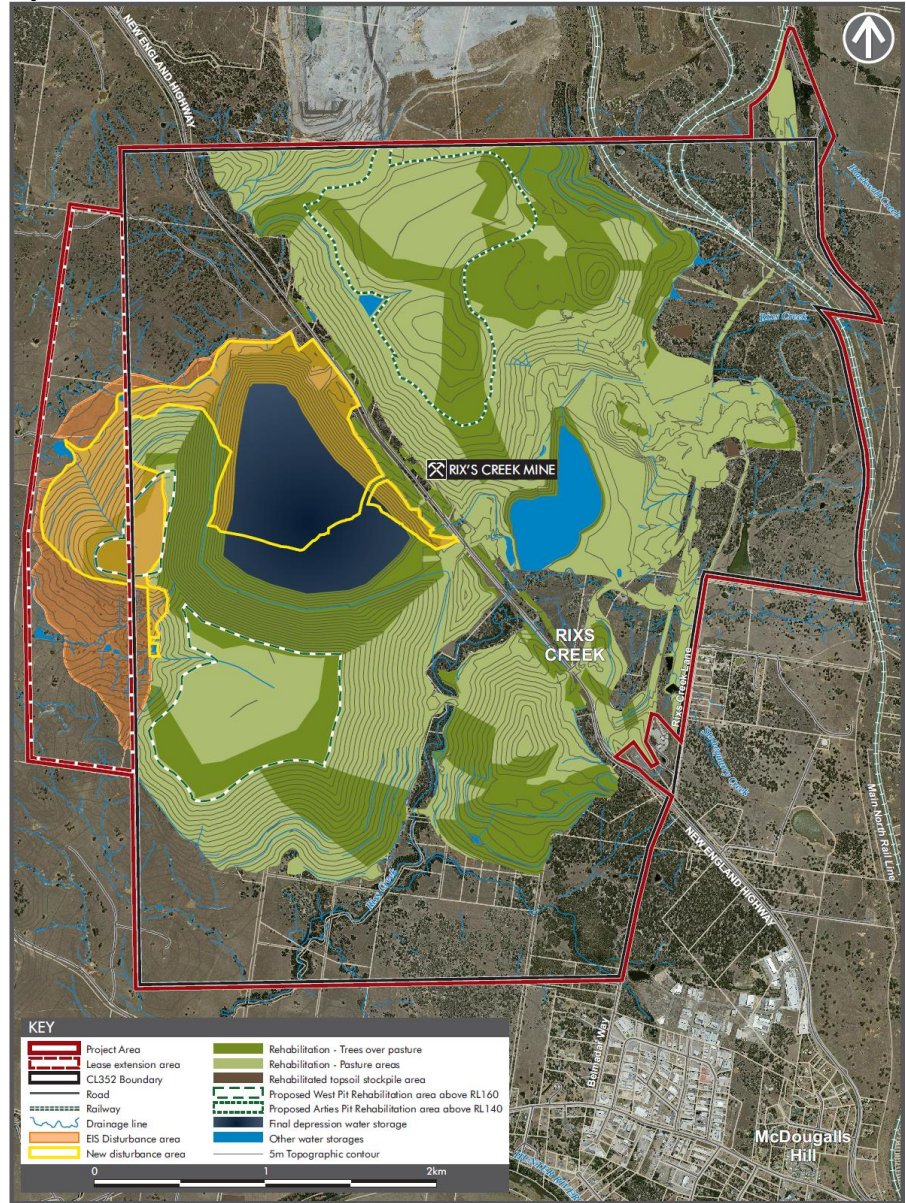 NEW ENGLAND HIGHWAY
Rixs Creek
RIX'S CREEK MINE
RIXS
CREEK
Rixs Creek Lane
Main North Rail Line
NEW ENGLAND HIGHWAY
Rixs Creek
Belmadar Way
McDougalls
Hill
HUNTER RIVER
KEY
Project Area
Lease extension area
CL352 Boundary
Road
Railway
Drainage line
EIS Disturbance area
New disturbance area
Rehabilitation - Trees over pasture
Rehabilitation - Pasture areas
Rehabilitated topsoil stockpile area
Proposed West Pit Rehabilitation area above RL160
Proposed Arties Pit Rehabilitation area above RL140
Final depression water storage
Other water storages
5m Topographic contour
0 1 2km